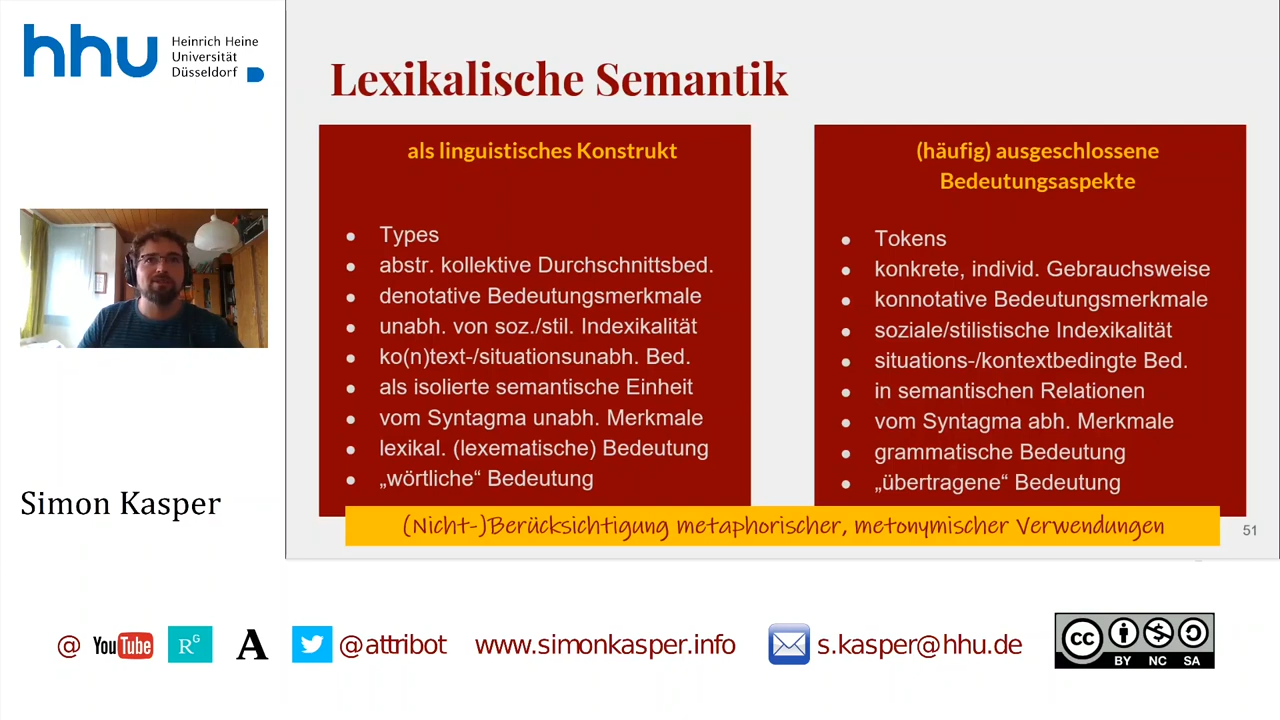 hhu
Heinrich Heine
Universität
Düsseldorf
Lexikalische Semantik
als linguistisches Konstrukt
Types
abstr. kollektive Durchschnittsbed.
denotative Bedeutungsmerkmale
unabh. von soz./stil. Indexikalität
ko(n)text-/situationsunabh. Bed.
als isolierte semantische Einheit
vom Syntagma unabh. Merkmale
lexikal. (lexematische) Bedeutung
„wörtliche“ Bedeutung
(häufig) ausgeschlossene
Bedeutungsaspekte
Tokens
konkrete, individ. Gebrauchsweise
konnotative Bedeutungsmerkmale
soziale/stilistische Indexikalität
situations-/kontextbedingte Bed.
in semantischen Relationen
vom Syntagma abh. Merkmale
grammatische Bedeutung
„übertragene“ Bedeutung
(Nicht-)Berücksichtigung metaphorischer, metonymischer Verwendungen
51
Simon Kasper
@ YouTube RG A @attribot www.simonkasper.info s.kasper@hhu.de
cc BY NC SA